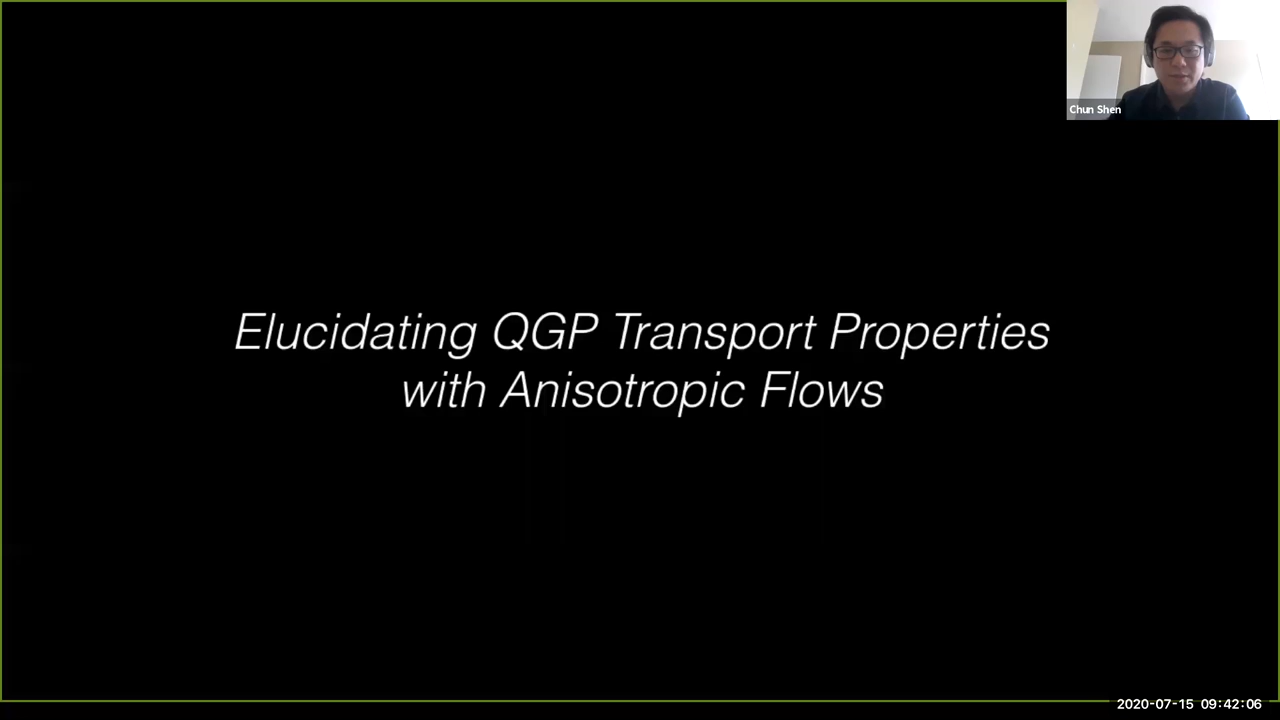 Chun Shen
Elucidating QGP Transport Properties
with Anisotropic Flows
2020-07-15 09:42:06